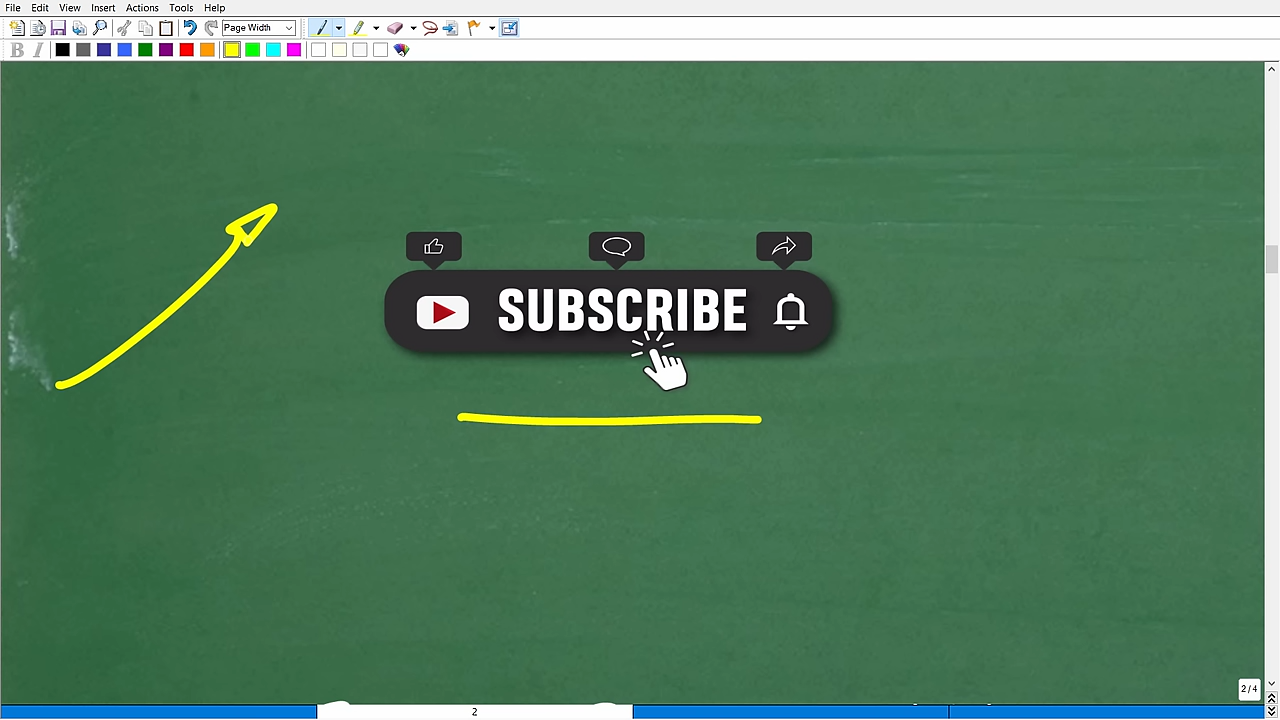 File Edit View Insert Actions Tools Help
Page Width
B I
SUBSCRIBE
2 / 4
2